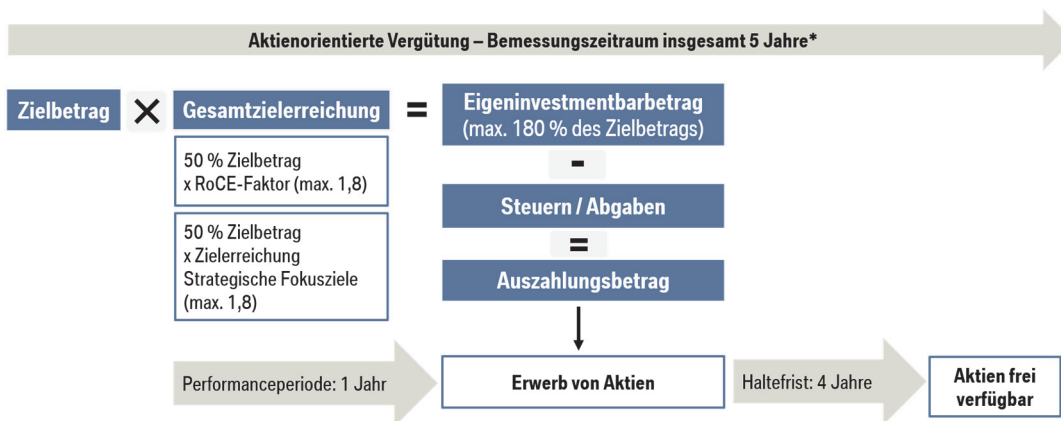 Aktienorientierte Vergütung – Bemessungszeitraum insgesamt 5 Jahre*
Zielbetrag
×
Gesamtzielerreichung
=
Eigeninvestmentbarbetrag
(max. 180 % des Zielbetrags)
50 % Zielbetrag
x RoCE-Faktor (max. 1,8)
-
50 % Zielbetrag
x Zielerreichung
Strategische Fokusziele
(max. 1,8)
Steuern / Abgaben
=
Auszahlungsbetrag
Performanceperiode: 1 Jahr
Erwerb von Aktien
Haltefrist: 4 Jahre
Aktien frei
verfügbar